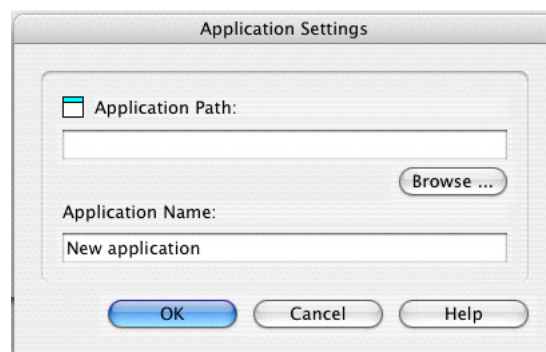 Application Settings
Application Path:
Browse ...
Application Name:
New application
OK Cancel Help